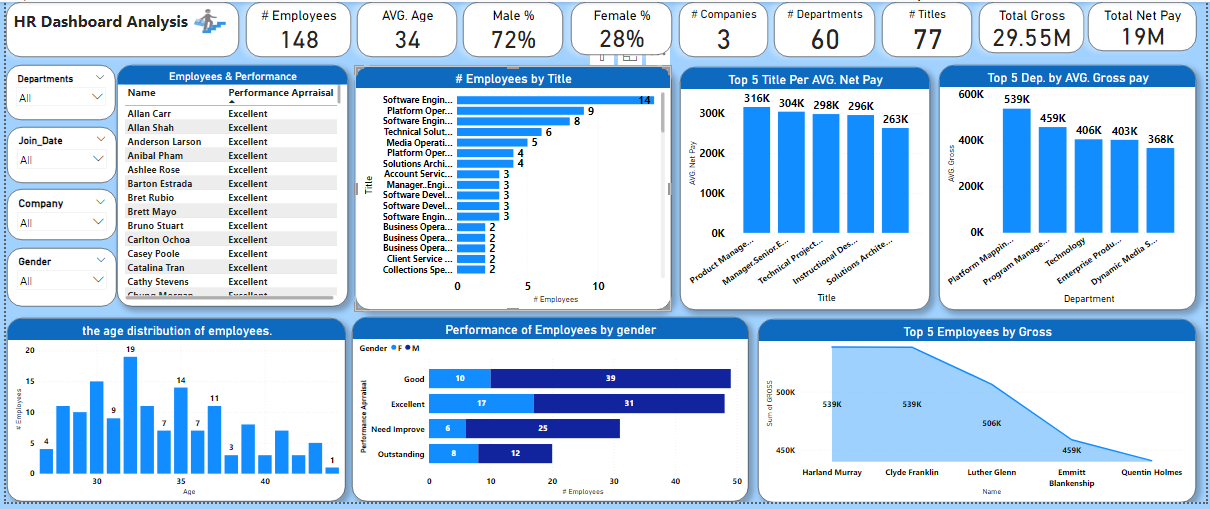 HR Dashboard Analysis
# Employees
148
AVG. Age
34
Male %
72%
Female %
28%
# Companies
3
# Departments
60
# Titles
77
Total Gross
29.55M
Total Net Pay
19M
Departments
All
Join_Date
All
Company
All
Gender
All
Employees & Performance
Name Performance Aprraisal
Allan Carr Excellent
Allan Shah Excellent
Anderson Larson Excellent
Anibal Pham Excellent
Ashlee Rose Excellent
Barton Estrada Excellent
Bret Rubio Excellent
Brett Mayo Excellent
Bruno Stuart Excellent
Carlton Ochoa Excellent
Casey Poole Excellent
Catalina Tran Excellent
Cathy Stevens Excellent
# Employees by Title
Title
Software Engin... 14
Platform Oper... 9
Software Engin... 8
Technical Solut... 6
Media Operati... 5
Platform Oper... 4
Solutions Archi... 4
Account Servic... 3
Manager.Engi... 3
Software Devel... 3
Software Devel... 3
Software Engin... 3
Business Opera... 2
Business Opera... 2
Business Opera... 2
Client Service ... 2
Collections Spe... 2
0 5 10
# Employees
Top 5 Title Per AVG. Net Pay
AVG. Net Pay
300K
200K
100K
0K
316K 304K 298K 296K 263K
Product Manage...
Manager.Senior.E...
Technical Project...
Instructional Des...
Solutions Archite...
Title
Top 5 Dep. by AVG. Gross pay
AVG. Gross
600K
400K
200K
0K
539K 459K 406K 403K 368K
Platform Mappin...
Program Manage...
Technology
Enterprise Produ...
Dynamic Media S...
Department
the age distribution of employees.
# Employees
20
15
10
5
0
4 19 9 7 14 7 11 3 1
30 35 40
Age
Performance of Employees by gender
Gender F M
Performance Aprraisal
Good 10 39
Excellent 17 31
Need Improve 6 25
Outstanding 8 12
0 10 20 30 40 50
# Employees
Top 5 Employees by Gross
Sum of GROSS
500K
450K
539K 539K 506K 459K
Harland Murray
Clyde Franklin
Luther Glenn
Emmitt
Blankenship
Quentin Holmes
Name